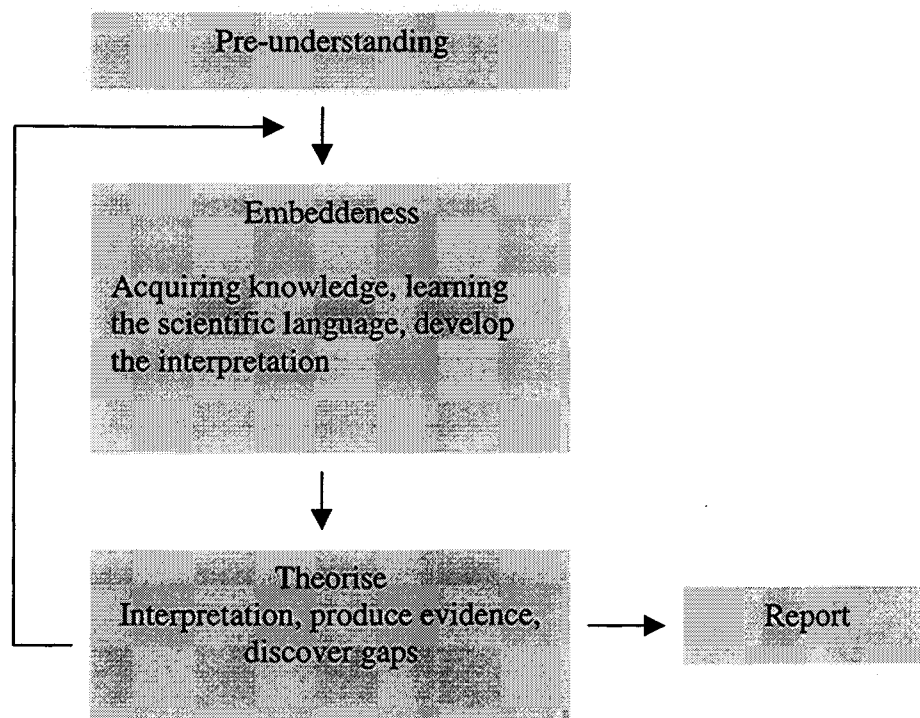 Pre-understanding
Embeddeness
Acquiring knowledge, learning
the scientific language, develop
the interpretation
Theorise
Interpretation, produce evidence,
discover gaps
Report